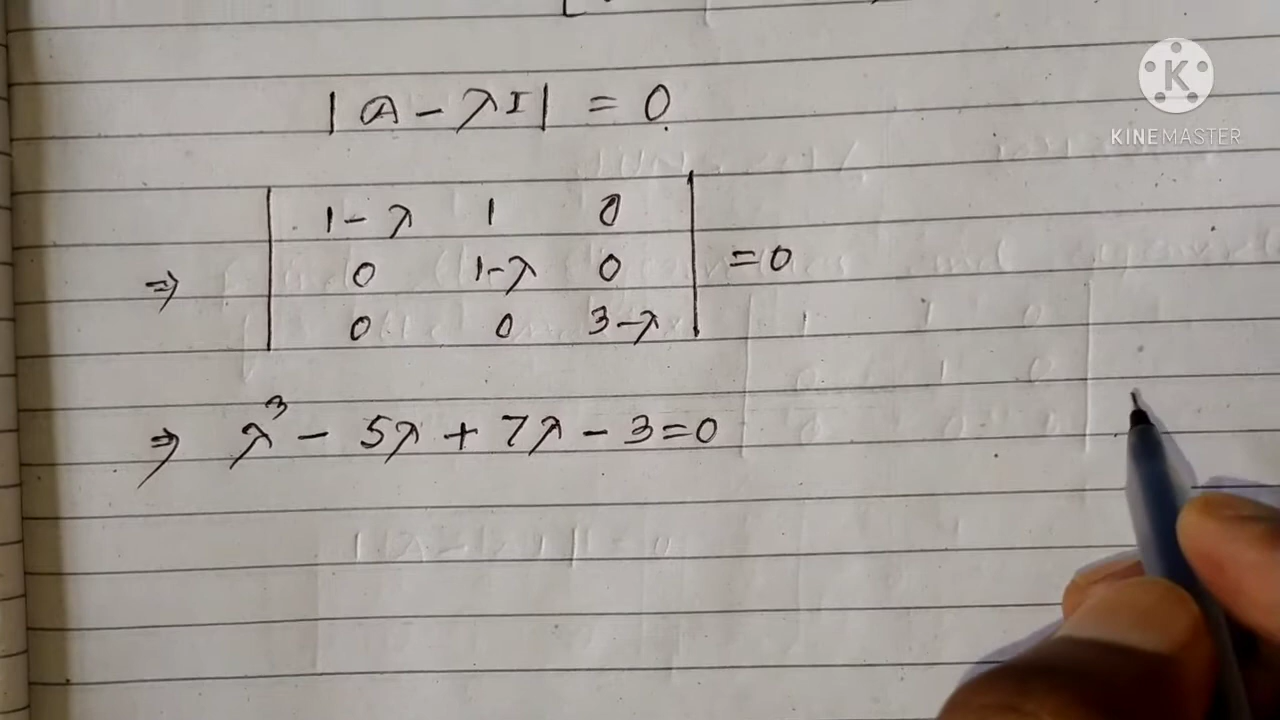 |A - λI| = 0
KINEMASTER
⇒ | 1-λ 1 0 |
| 0 1-λ 0 | = 0
| 0 0 3-λ |
⇒ λ³ - 5λ + 7λ - 3 = 0